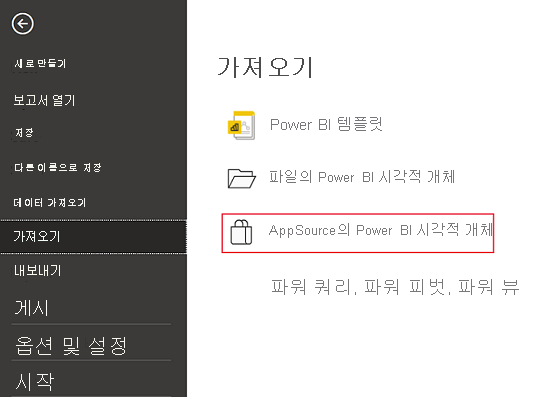 새로 만들기
보고서 열기
저장
다른 이름으로 저장
데이터 가져오기
가져오기
내보내기
게시
옵션 및 설정
시작
가져오기
Power BI 템플릿
파일의 Power BI 시각적 개체
AppSource의 Power BI 시각적 개체
파워 쿼리, 파워 피벗, 파워 뷰